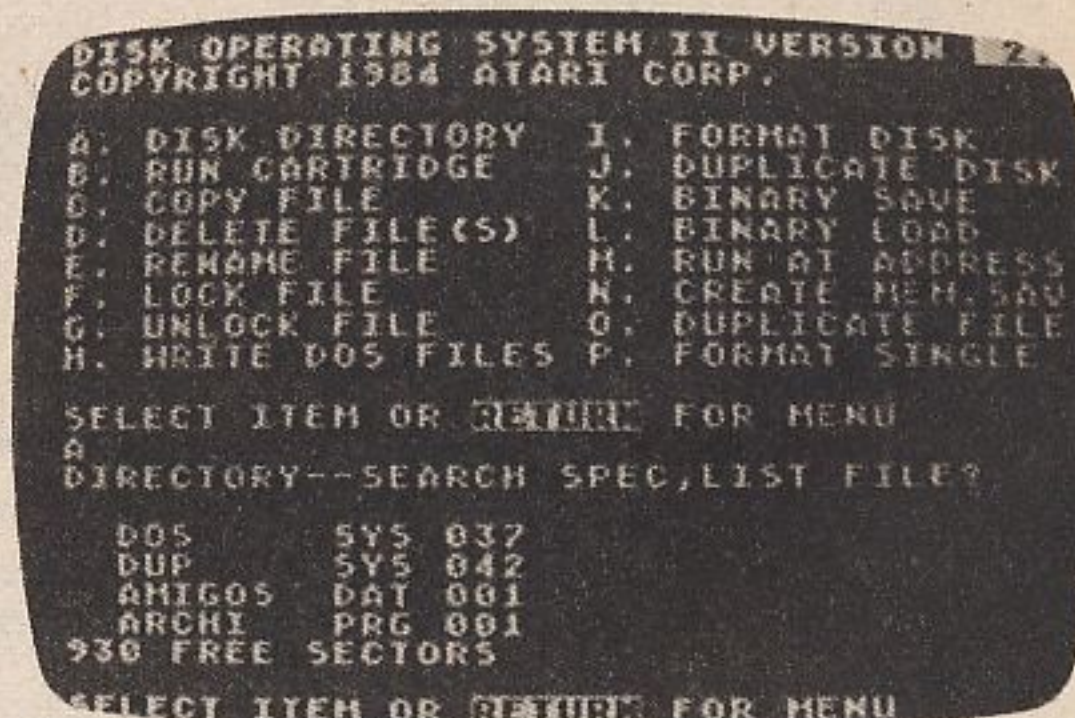 DISK OPERATING SYSTEM II VERSION 2.
COPYRIGHT 1984 ATARI CORP.
A. DISK DIRECTORY I. FORMAT DISK
B. RUN CARTRIDGE J. DUPLICATE DISK
C. COPY FILE K. BINARY SAVE
D. DELETE FILE(S) L. BINARY LOAD
E. RENAME FILE M. RUN AT ADDRESS
F. LOCK FILE N. CREATE MEM.SAV
G. UNLOCK FILE O. DUPLICATE FILE
H. WRITE DOS FILES P. FORMAT SINGLE
SELECT ITEM OR RETURN FOR MENU
A
DIRECTORY--SEARCH SPEC,LIST FILE?
DOS SYS 037
DUP SYS 042
AMIGOS DAT 001
ARCHI PRG 001
930 FREE SECTORS
SELECT ITEM OR RETURN FOR MENU